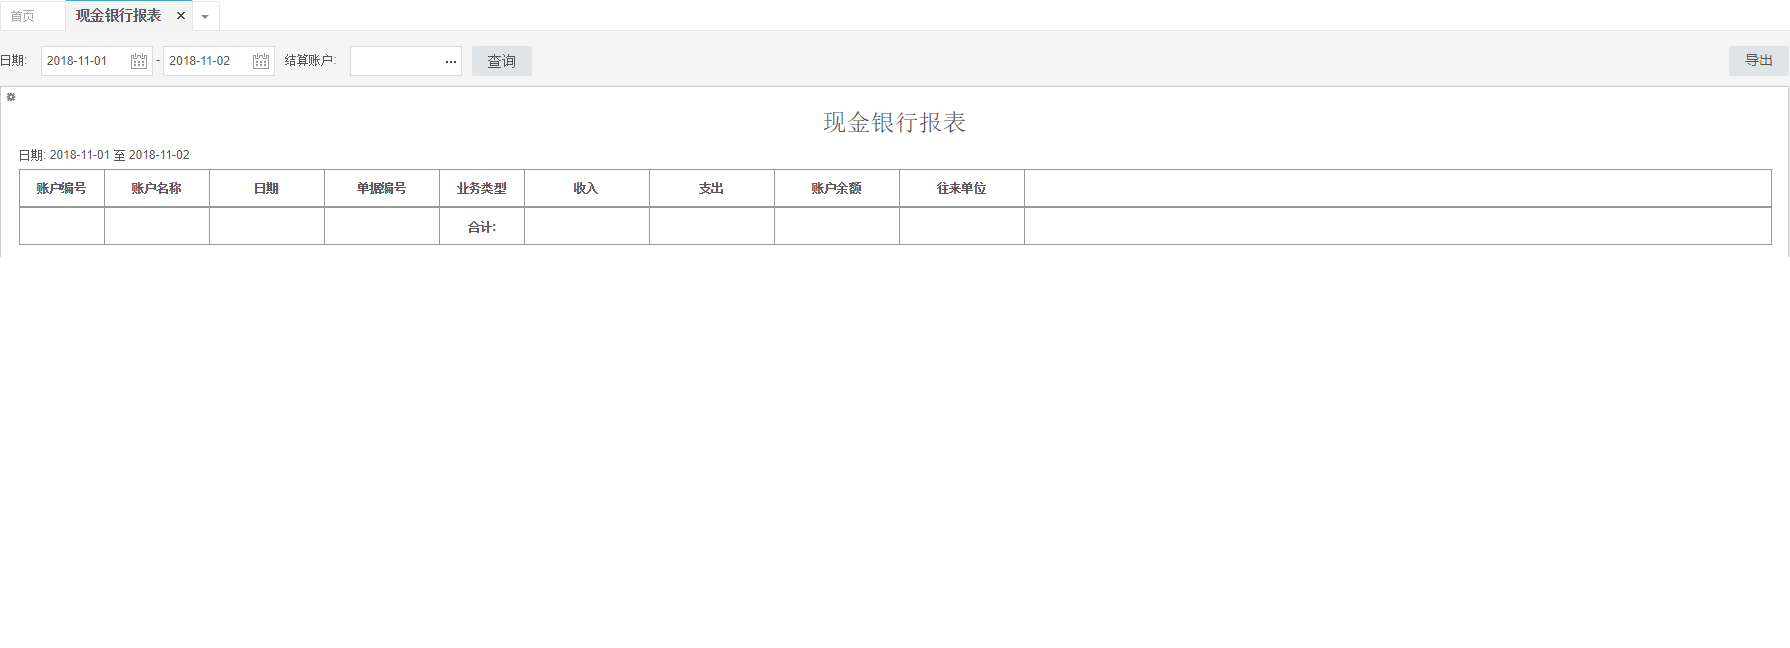 首页 现金银行报表 ×
日期: 2018-11-01 - 2018-11-02 结算账户: ... 查询 导出
现金银行报表
日期: 2018-11-01 至 2018-11-02
账户编号 账户名称 日期 单据编号 业务类型 收入 支出 账户余额 往来单位
合计: